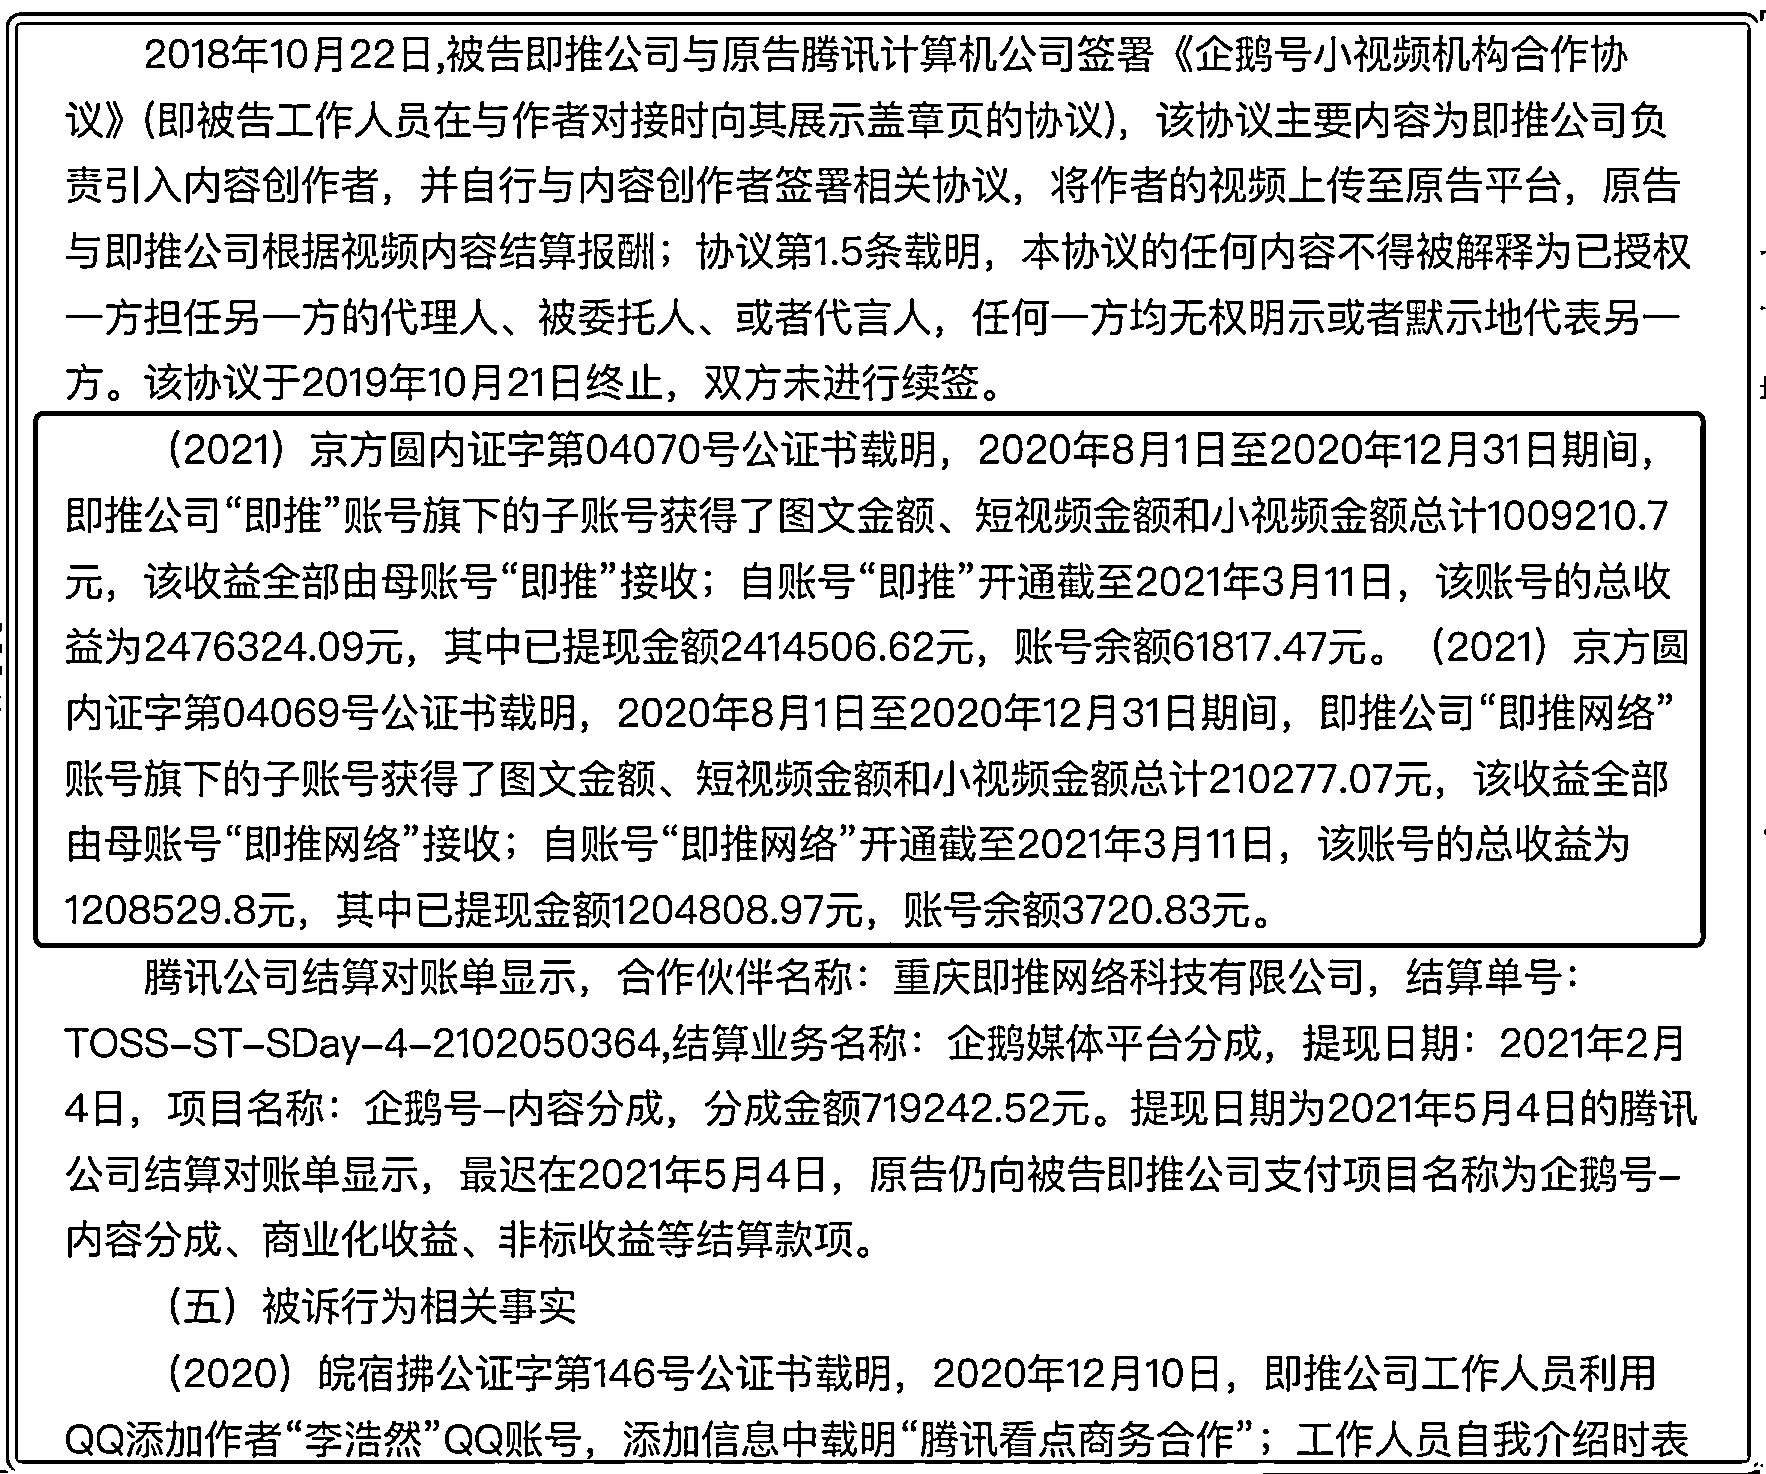 2018年10月22日,被告即推公司与原告腾讯计算机公司签署《企鹅号小视频机构合作协
议》(即被告工作人员在与作者对接时向其展示盖章页的协议)，该协议主要内容为即推公司负
责引入内容创作者，并自行与内容创作者签署相关协议，将作者的视频上传至原告平台，原告
与即推公司根据视频内容结算报酬；协议第1.5条载明，本协议的任何内容不得被解释为已授权
一方担任另一方的代理人、被委托人、或者代言人，任何一方均无权明示或者默示地代表另一
方。该协议于2019年10月21日终止，双方未进行续签。
（2021）京方圆内证字第04070号公证书载明，2020年8月1日至2020年12月31日期间，
即推公司“即推”账号旗下的子账号获得了图文金额、短视频金额和小视频金额总计1009210.7
元，该收益全部由母账号“即推”接收；自账号“即推”开通截至2021年3月11日，该账号的总收
益为2476324.09元，其中已提现金额2414506.62元，账号余额61817.47元。（2021）京方圆
内证字第04069号公证书载明，2020年8月1日至2020年12月31日期间，即推公司“即推网络”
账号旗下的子账号获得了图文金额、短视频金额和小视频金额总计210277.07元，该收益全部
由母账号“即推网络”接收；自账号“即推网络”开通截至2021年3月11日，该账号的总收益为
1208529.8元，其中已提现金额1204808.97元，账号余额3720.83元。
腾讯公司结算对账单显示，合作伙伴名称：重庆即推网络科技有限公司，结算单号：
TOSS–ST–SDay–4–2102050364,结算业务名称：企鹅媒体平台分成，提现日期：2021年2月
4日，项目名称：企鹅号–内容分成，分成金额719242.52元。提现日期为2021年5月4日的腾讯
公司结算对账单显示，最迟在2021年5月4日，原告仍向被告即推公司支付项目名称为企鹅号–
内容分成、商业化收益、非标收益等结算款项。
（五）被诉行为相关事实
（2020）皖宿拂公证字第146号公证书载明，2020年12月10日，即推公司工作人员利用
QQ添加作者“李浩然”QQ账号，添加信息中载明“腾讯看点商务合作”；工作人员自我介绍时表